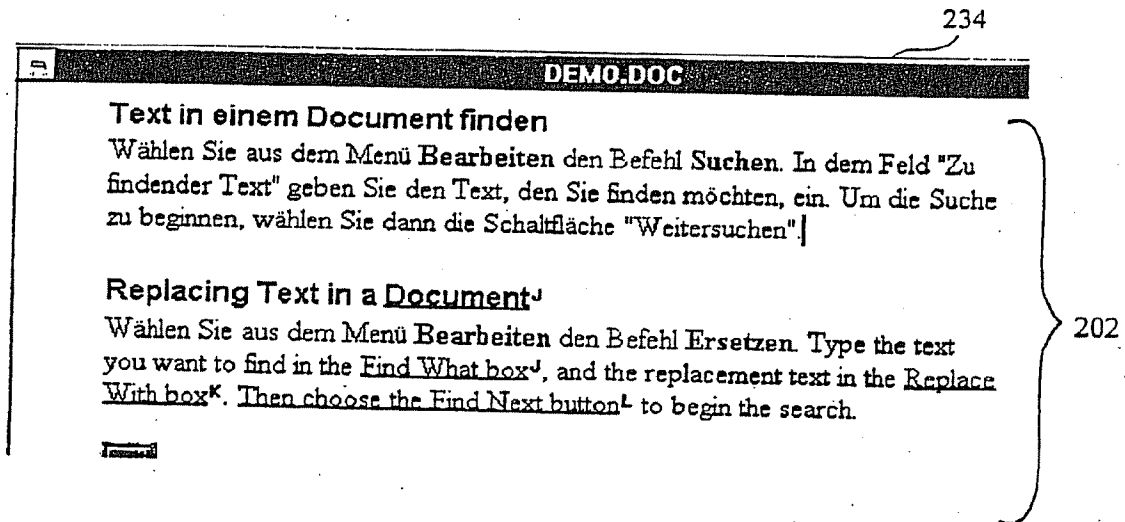 234
DEMO.DOC
Text in einem Document finden
Wählen Sie aus dem Menü Bearbeiten den Befehl Suchen. In dem Feld "Zu
findender Text" geben Sie den Text, den Sie finden möchten, ein. Um die Suche
zu beginnen, wählen Sie dann die Schaltfläche "Weitersuchen".
Replacing Text in a Document J
Wählen Sie aus dem Menü Bearbeiten den Befehl Ersetzen. Type the text
you want to find in the Find What box J, and the replacement text in the Replace
With box K. Then choose the Find Next button L to begin the search.
202